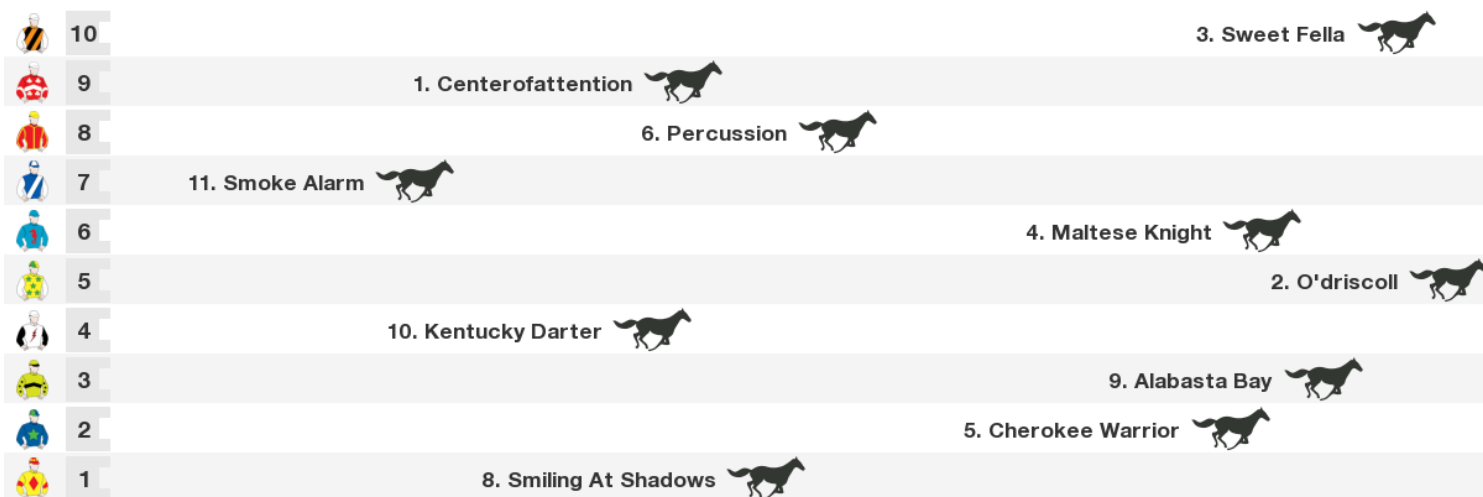 10 3. Sweet Fella
9 1. Centerofattention
8 6. Percussion
7 11. Smoke Alarm
6 4. Maltese Knight
5 2. O'driscoll
4 10. Kentucky Darter
3 9. Alabasta Bay
2 5. Cherokee Warrior
1 8. Smiling At Shadows